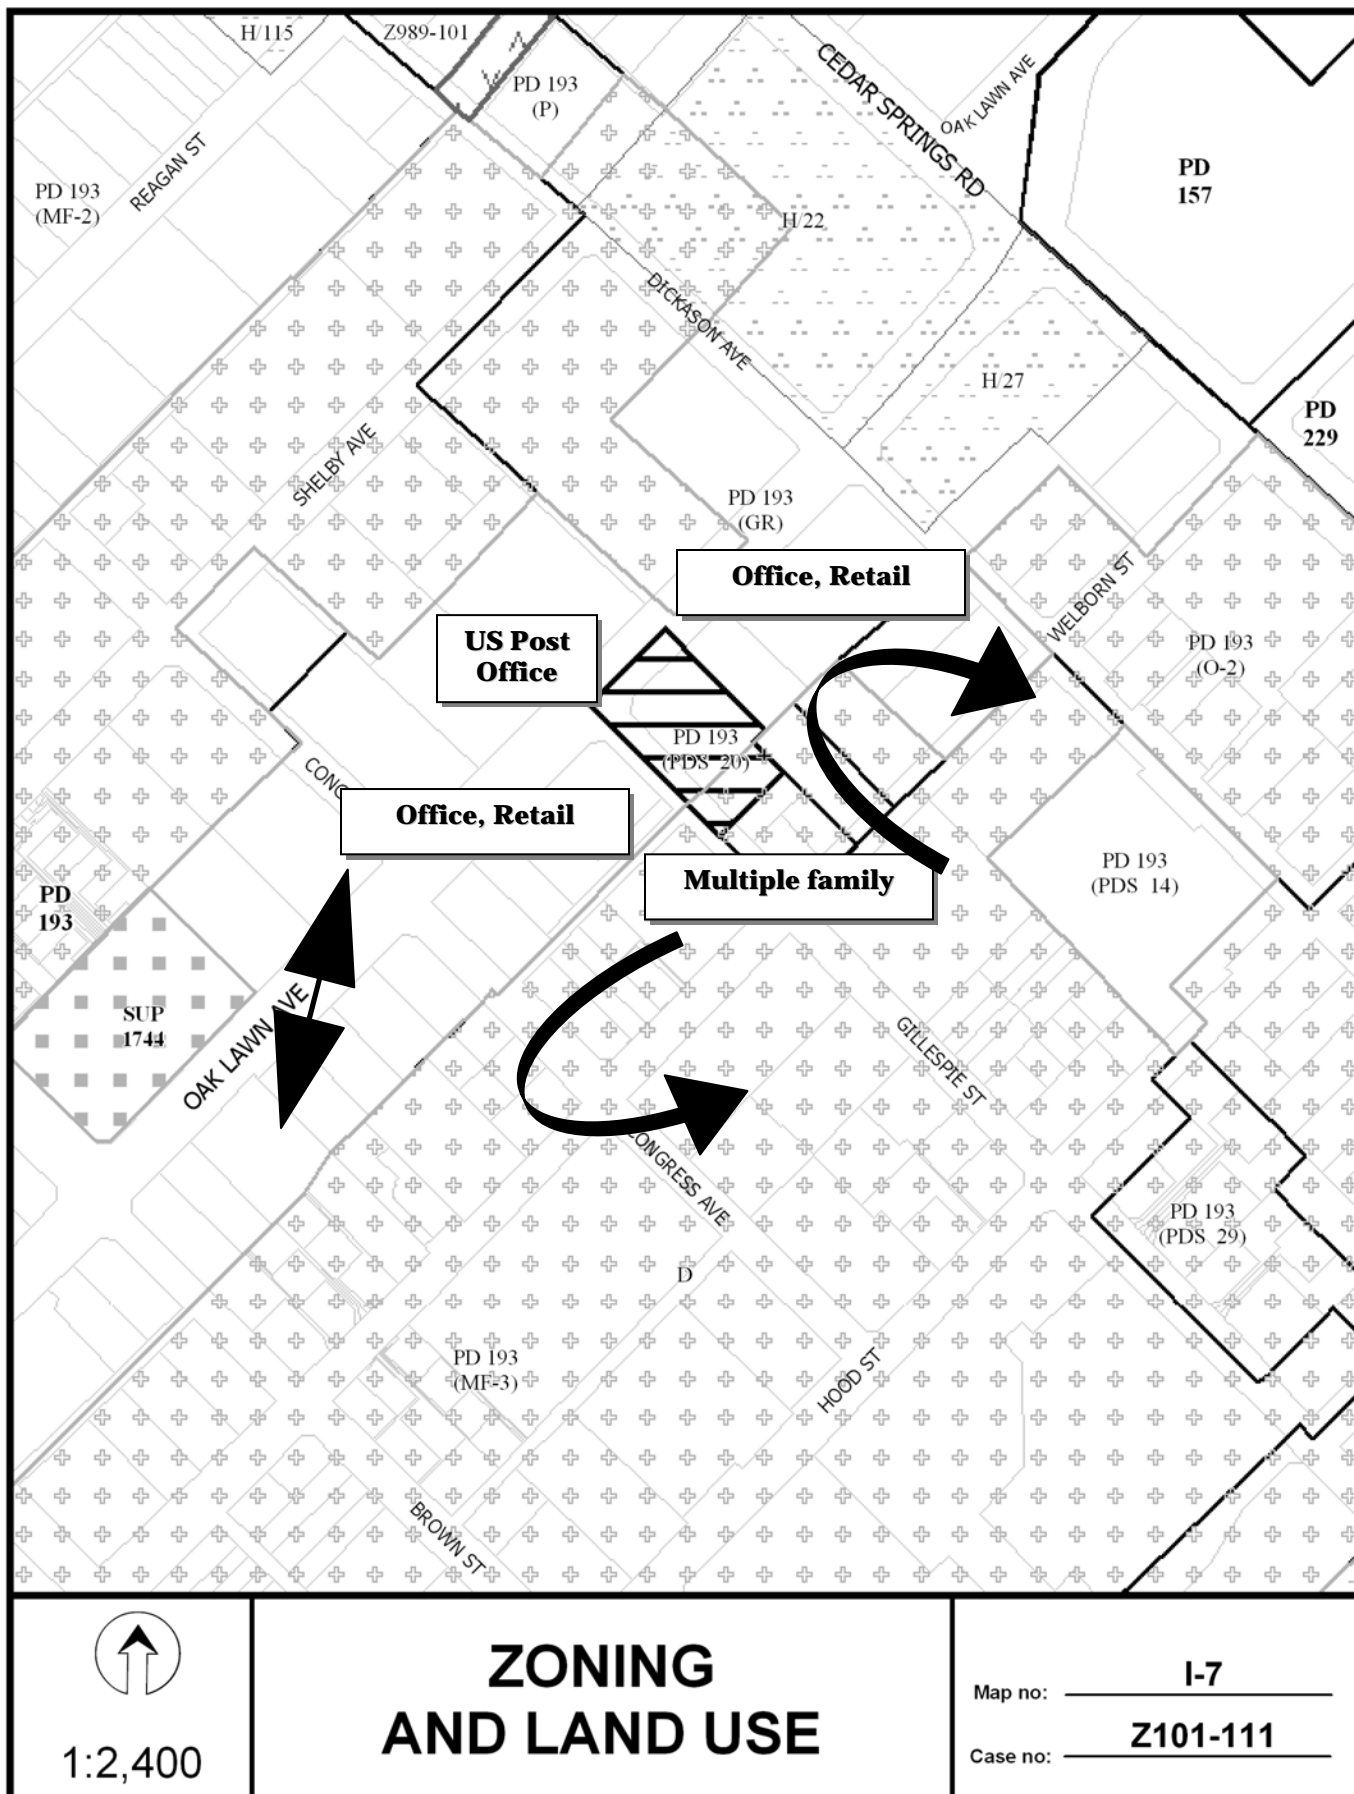 H/115
Z989-101
PD 193
(P)
CEDAR SPRINGS RD
OAK LAWN AVE
REAGAN ST
PD 193
(MF-2)
PD
157
H/22
DICKASON AVE
H/27
PD
229
SHELBY AVE
PD 193
(GR)
Office, Retail
WELBORN ST
US Post
Office
PD 193
(O-2)
PD 193
(PDS 20)
CONG
Office, Retail
Multiple family
PD 193
(PDS 14)
PD
193
SUP
1744
OAK LAWN AVE
GILLESPIE ST
CONGRESS AVE
PD 193
(PDS 29)
D
PD 193
(MF-3)
HOOD ST
BROWN ST
1:2,400
ZONING
AND LAND USE
Map no: I-7
Case no: Z101-111